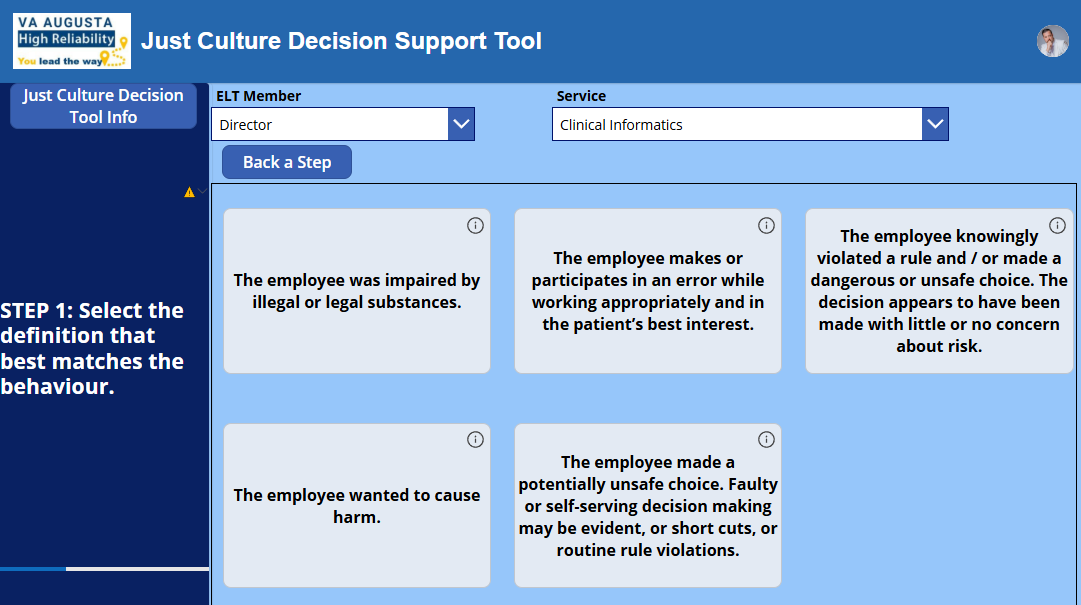 VA AUGUSTA
High Reliability
You lead the way
Just Culture Decision Support Tool
Just Culture Decision
Tool Info
ELT Member
Service
Director
Clinical Informatics
Back a Step
STEP 1: Select the
definition that
best matches the
behaviour.
The employee was impaired by
illegal or legal substances.
The employee makes or
participates in an error while
working appropriately and in
the patient’s best interest.
The employee knowingly
violated a rule and / or made a
dangerous or unsafe choice. The
decision appears to have been
made with little or no concern
about risk.
The employee wanted to cause
harm.
The employee made a
potentially unsafe choice. Faulty
or self-serving decision making
may be evident, or short cuts, or
routine rule violations.